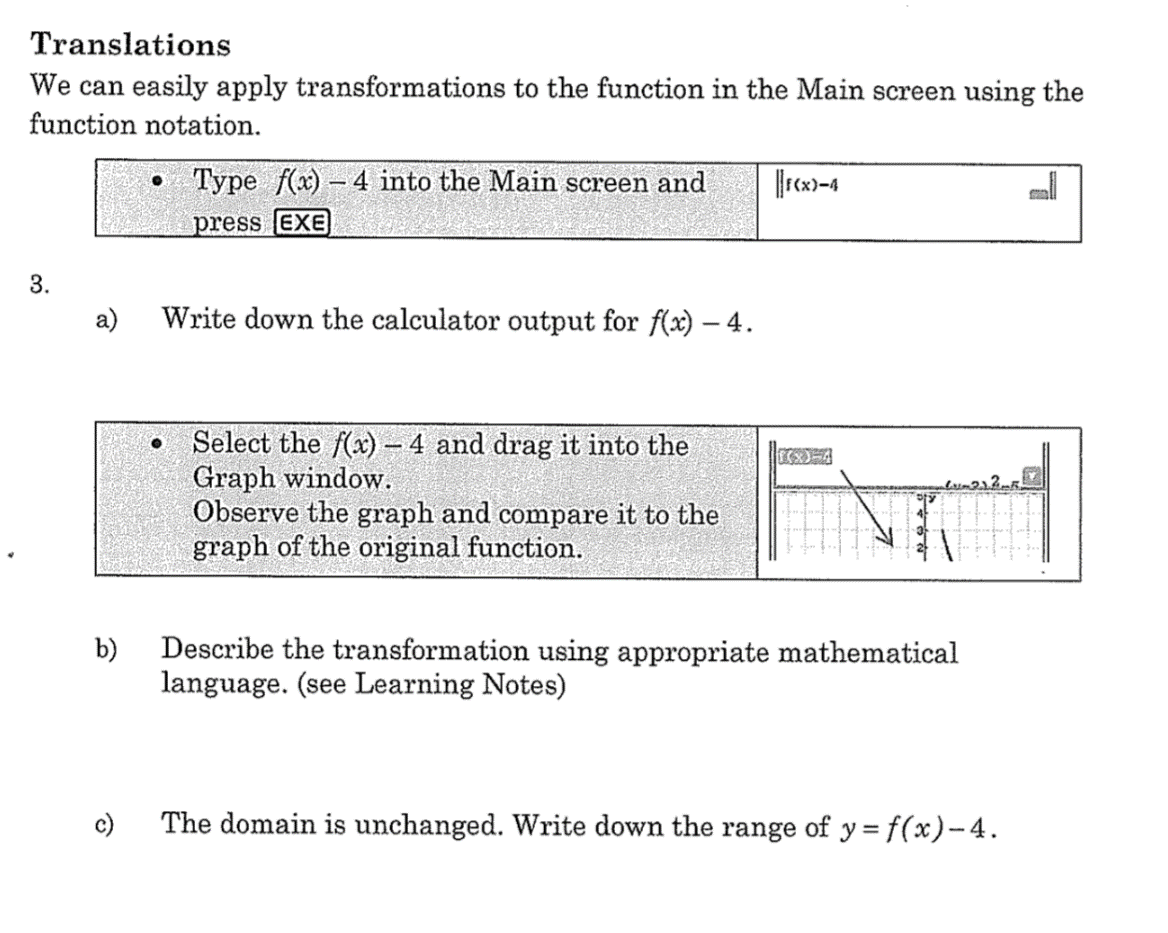 Translations
We can easily apply transformations to the function in the Main screen using the
function notation.
• Type f(x) – 4 into the Main screen and
press EXE
f(x)–4
3.
a) Write down the calculator output for f(x) – 4.
• Select the f(x) – 4 and drag it into the
Graph window.
Observe the graph and compare it to the
graph of the original function.
f(x)–4
y
4
3
2
b) Describe the transformation using appropriate mathematical
language. (see Learning Notes)
c) The domain is unchanged. Write down the range of y = f(x) – 4.